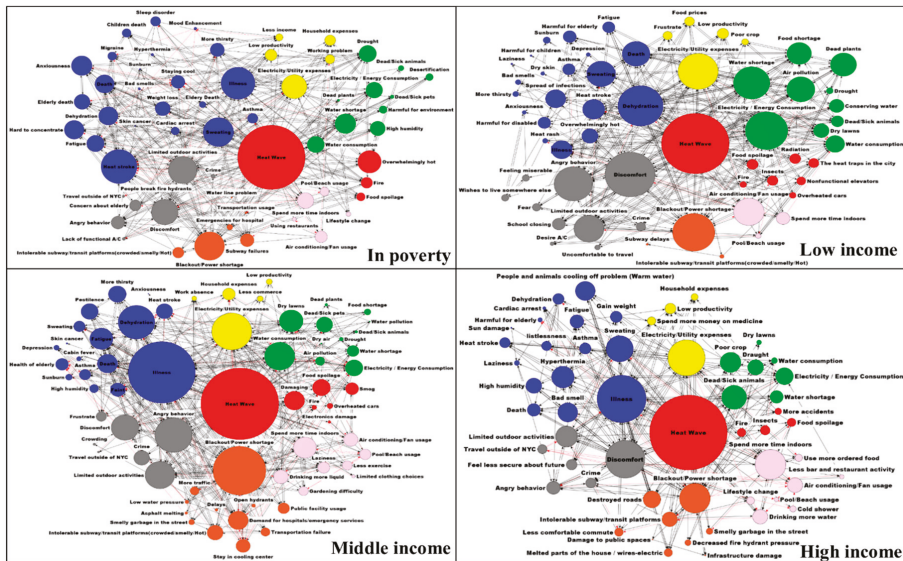 Sleep disorder
Children death
Mood Enhancement
Less income
Household expenses
Migraine
Hyperthermia
More thirsty
Low productivity
Working problem
Drought
Anxiousness
Sunburn
Staying cool
Illness
Electricity/Utility expenses
Dead/Sick animals
Desertification
Death
Bad smells
Electricity / Energy Consumption
Dead/Sick pets
Elderly death
Weight loss
Eldery Death
Asthma
Dead plants
Water shortage
Harmful for environment
Dehydration
Skin cancer
Cardiac arrest
Sweating
High humidity
Hard to concentrate
Fatigue
Limited outdoor activities
Water consumption
Heat stroke
Crime
Heat Wave
Overwhelmingly hot
People break fire hydrants
Fire
Travel outside of NYC
Water line problem
Pool/Beach usage
Food spoilage
Concern about elderly
Transportation usage
Spend more time indoors
Angry behavior
Discomfort
Emergencies for hospital
Using restaurants
Lifestyle change
Lack of functional A/C
Subway failures
Air conditioning/Fan usage
Intolerable subway/transit platforms(crowded/smelly/Hot)
Blackout/Power shortage
In poverty
Food prices
Harmful for elderly
Fatigue
Frustrate
Low productivity
Sunburn
Poor crop
Food shortage
Harmful for children
Depression
Death
Electricity/Utility expenses
Dead plants
Laziness
Asthma
Water shortage
Bad smells
Dry skin
Sweating
Air pollution
Spread of infections
Drought
More thirsty
Heat stroke
Dehydration
Electricity / Energy Consumption
Conserving water
Anxiousness
Dead/Sick animals
Harmful for disabled
Overwhelmingly hot
Dry lawns
Heat rash
Heat Wave
Water consumption
Illness
Angry behavior
Radiation
Food spoilage
The heat traps in the city
Feeling miserable
Discomfort
Insects
Fire
Nonfunctional elevators
Wishes to live somewhere else
Air conditioning/Fan usage
Overheated cars
Fear
Limited outdoor activities
Blackout/Power shortage
School closing
Crime
Spend more time indoors
Desire A/C
Subway delays
Pool/Beach usage
Uncomfortable to travel
Intolerable subway/transit platforms(crowded/smelly/Hot)
Low income
Low productivity
More thirsty
Household expenses
Anxiousness
Work absence
Less commerce
Pestilence
Heat stroke
Dead plants
Electricity/Utility expenses
Dry lawns
Food shortage
Dehydration
Dead/Sick pets
Sweating
Water pollution
Skin cancer
Fatigue
Water consumption
Dry air
Dead/Sick animals
Depression
Drought
Cabin fever
Air pollution
Water shortage
Health of elderly
Death
Asthma
Illness
Food spoilage
Electricity / Energy Consumption
Sunburn
Damaging
Smog
High humidity
Faint
Heat Wave
Fire
Overheated cars
Frustrate
Angry behavior
Electronics damage
Discomfort
Spend more time indoors
Crowding
Blackout/Power shortage
Air conditioning/Fan usage
Crime
Travel outside of NYC
Laziness
Pool/Beach usage
Less exercise
Limited outdoor activities
Drinking more liquid
Limited clothing choices
More traffic
Gardening difficulty
Low water pressure
Open hydrants
Delays
Public facility usage
Asphalt melting
Smelly garbage in the street
Demand for hospitals/emergancy services
Intolerable subway/transit platforms(crowded/smelly/Hot)
Transportation failure
Stay in cooling center
Middle income
People and animals cooling off problem (Warm water)
Household expenses
Dehydration
Cardiac arrest
Gain weight
Low productivity
Harmful for elderly
Fatigue
Spend more money on medicine
Sun damage
listlessness
Sweating
Electricity/Utility expenses
Dry lawns
Heat stroke
Asthma
Poor crop
Draught
Laziness
Hyperthermia
Water consumption
Dead/Sick animals
Electricity / Energy Consumption
High humidity
Illness
Bad smell
Water shortage
Death
More accidents
Heat Wave
Insects
Food spoilage
Fire
Limited outdoor activities
Spend more time indoors
Travel outside of NYC
Discomfort
Use more ordered food
Feel less secure about future
Less bar and restaurant activity
Crime
Blackout/Power shortage
Air conditioning/Fan usage
Angry behavior
Lifestyle change
Pool/Beach usage
Destroyed roads
Cold shower
Drinking more water
Intolerable subway/transit platforms
Smelly garbage in the street
Less comfortable commute
Damage to public spaces
Decreased fire hydrant pressure
Melted parts of the house / wires-electric
Infrastructure damage
High income